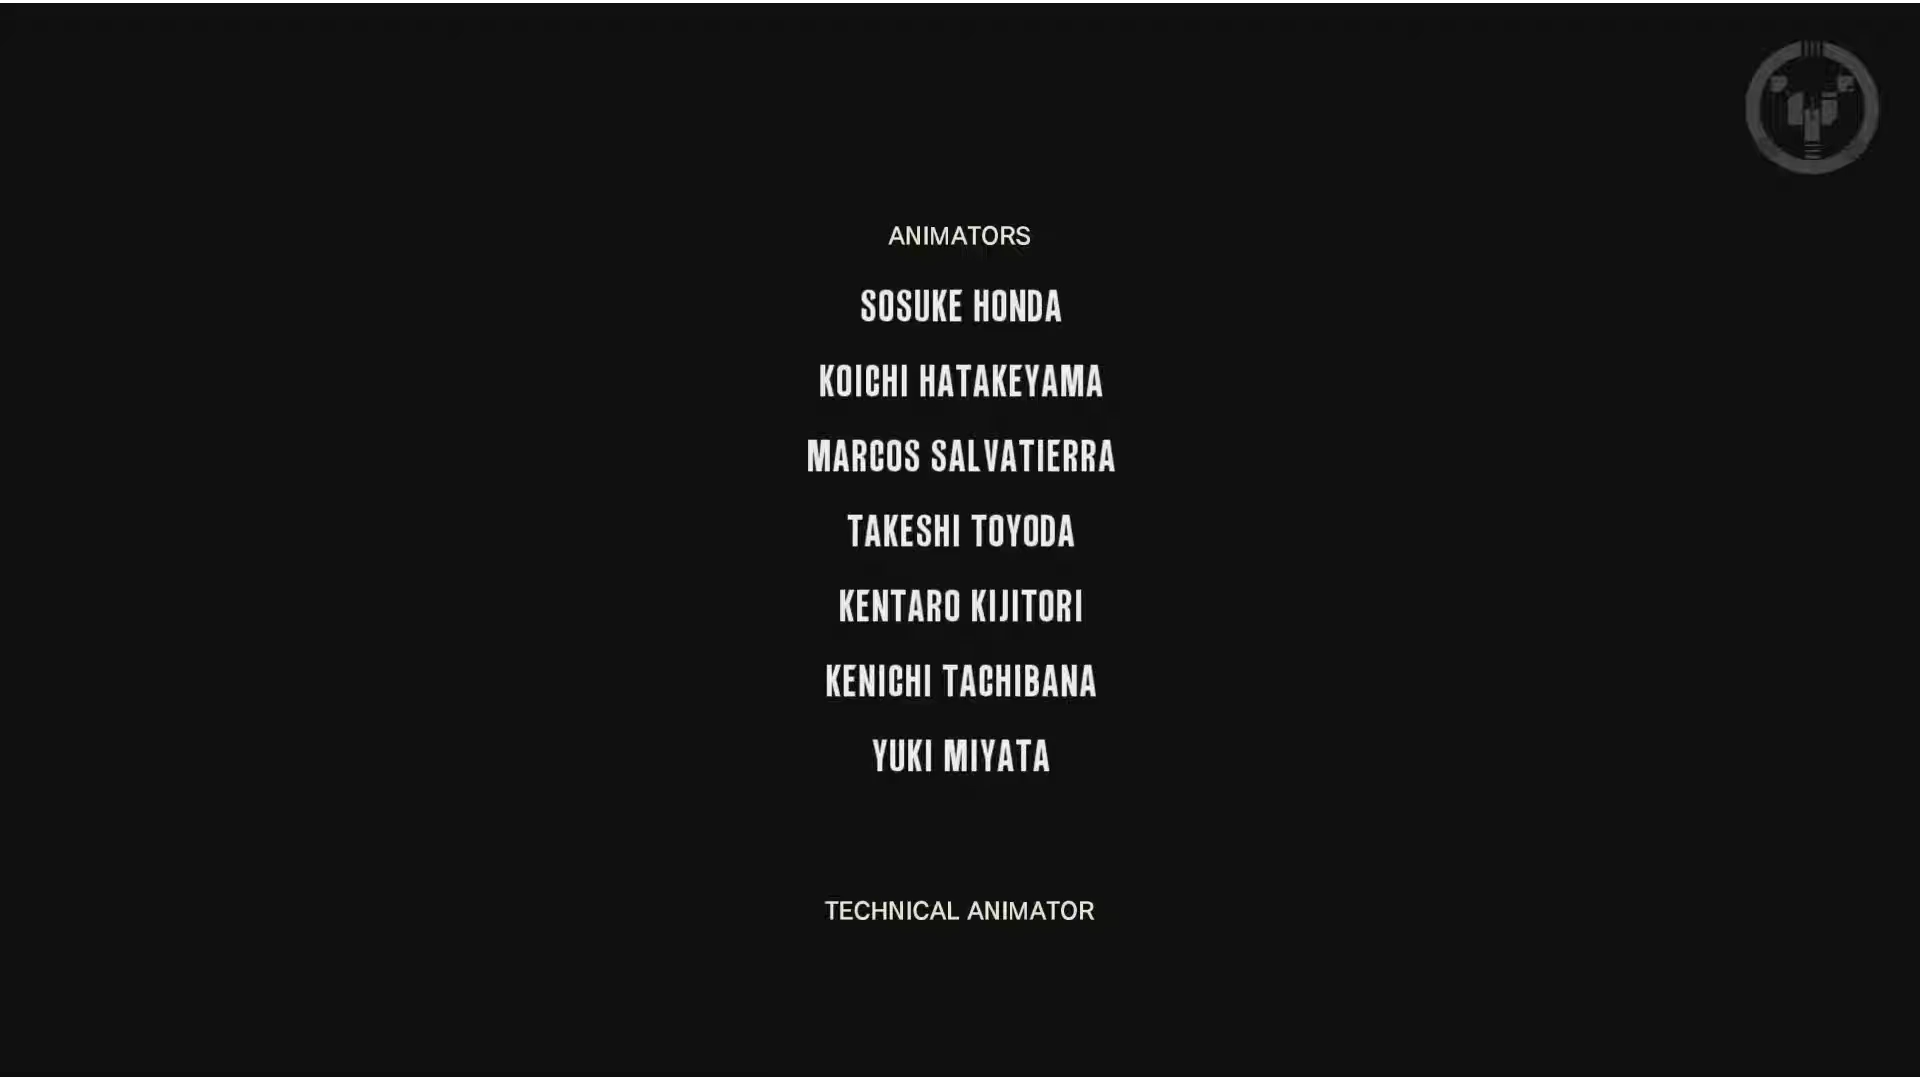 ANIMATORS
SOSUKE HONDA
KOICHI HATAKEYAMA
MARCOS SALVATIERRA
TAKESHI TOYODA
KENTARO KIJITORI
KENICHI TACHIBANA
YUKI MIYATA
TECHNICAL ANIMATOR